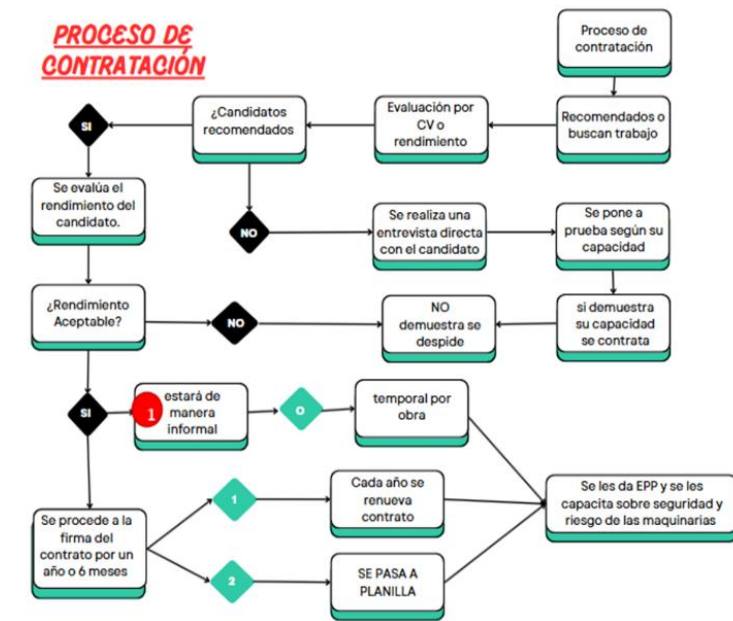 PROCESO DE
CONTRATACIÓN
Proceso de
contratación
Recomendados o
buscan trabajo
Evaluación por
CV o
rendimiento
¿Candidatos
recomendados
SI
Se evalúa el
rendimiento del
candidato.
NO
Se realiza una
entrevista directa
con el candidato
Se pone a
prueba según su
capacidad
si demuestra
su capacidad
se contrata
NO
demuestra se
despide
¿Rendimiento
Aceptable?
NO
SI
1
estará de
manera
informal
O
temporal por
obra
Se procede a la
firma del
contrato por un
año o 6 meses
1
Cada año se
renueva
contrato
2
SE PASA A
PLANILLA
Se les da EPP y se les
capacita sobre seguridad y
riesgo de las maquinarias